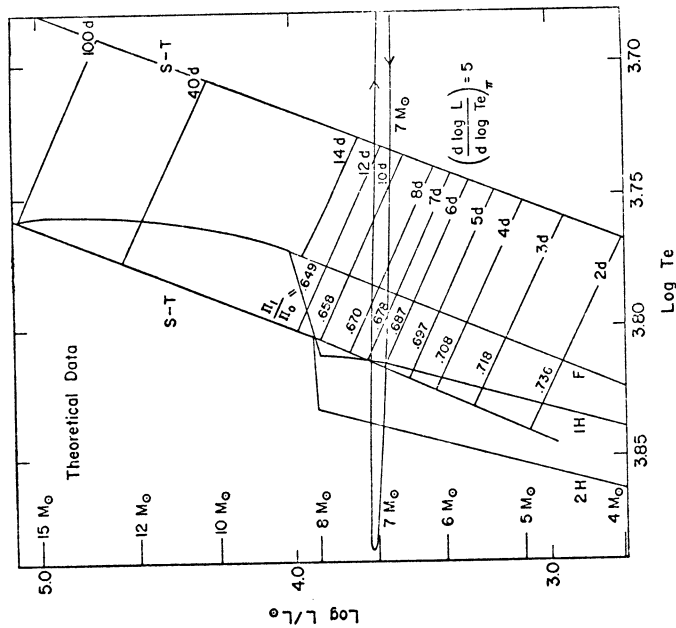 Theoretical Data
S-T
S-T
100d
40d
14d
12d
10d
8d
7d
6d
5d
4d
3d
2d
Π₁/Π₀ = .649
.658
.670
.678
.687
.697
.708
.718
.736
7 M⊙
(d log L / d log Te)π = 5
F
1H
2H
15 M⊙
12 M⊙
10 M⊙
8 M⊙
7 M⊙
6 M⊙
5 M⊙
4 M⊙
5.0
4.0
3.0
Log L/L⊙
3.85
3.80
3.75
3.70
Log Te